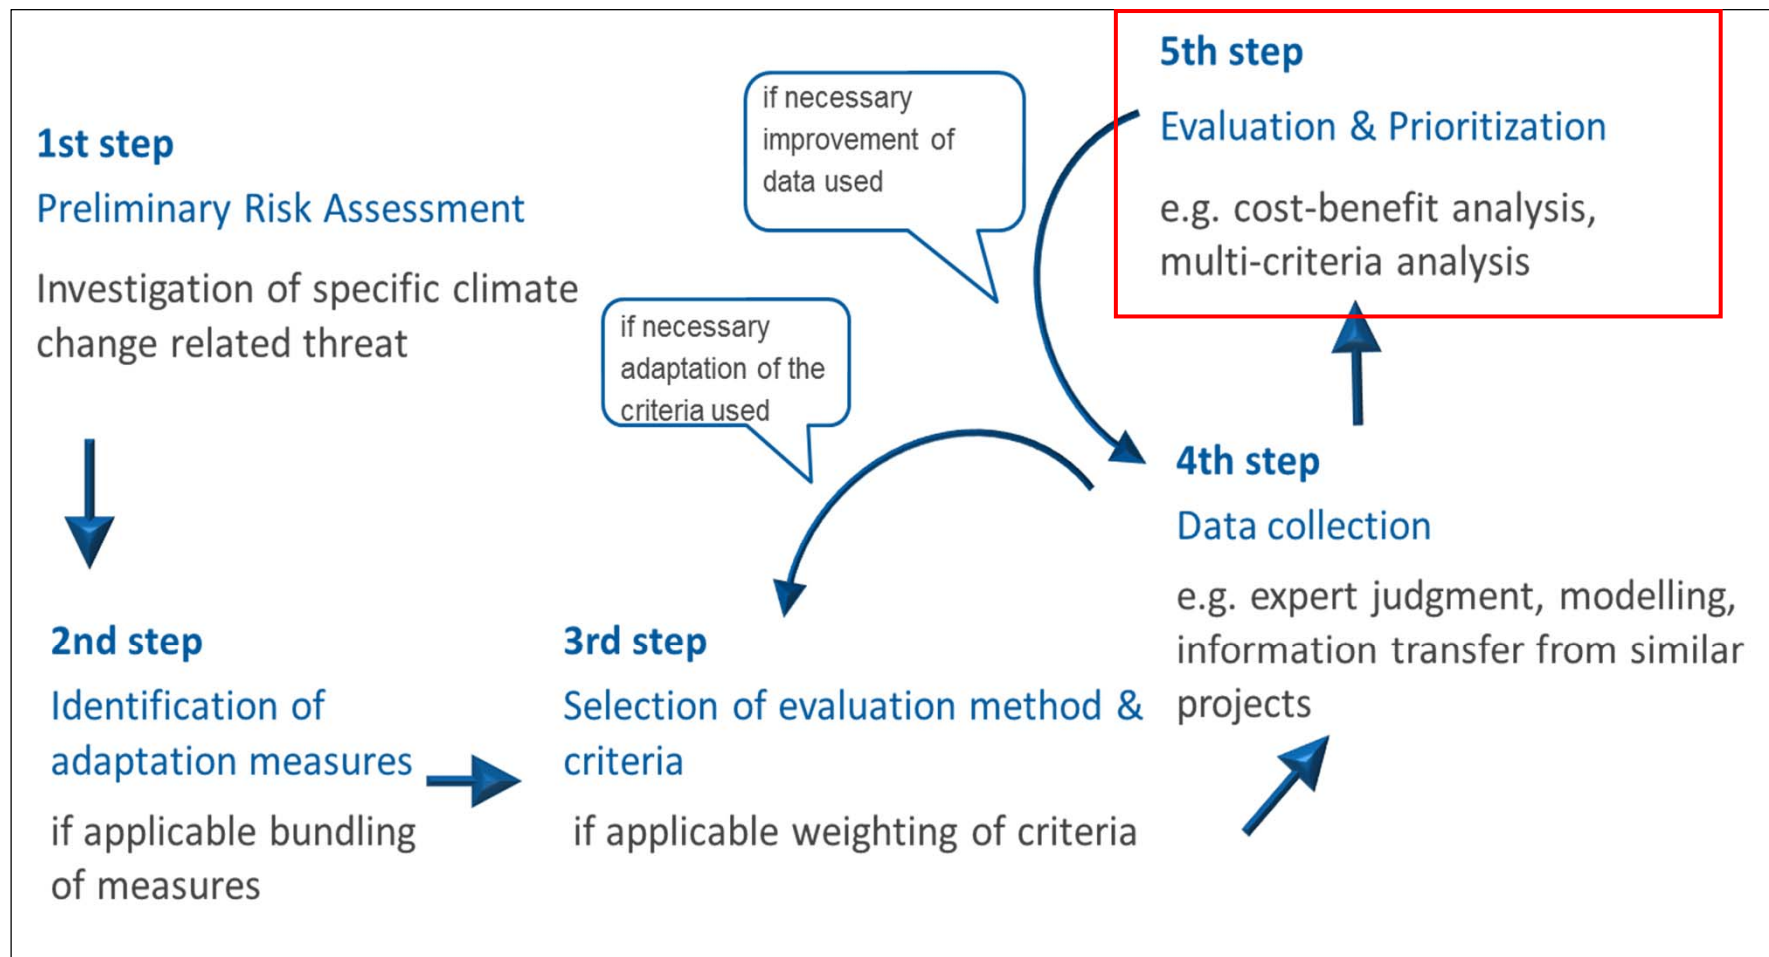 1st step
Preliminary Risk Assessment
Investigation of specific climate
change related threat
2nd step
Identification of
adaptation measures
if applicable bundling
of measures
3rd step
Selection of evaluation method &
criteria
if applicable weighting of criteria
if necessary
adaptation of the
criteria used
4th step
Data collection
e.g. expert judgment, modelling,
information transfer from similar
projects
if necessary
improvement of
data used
5th step
Evaluation & Prioritization
e.g. cost-benefit analysis,
multi-criteria analysis